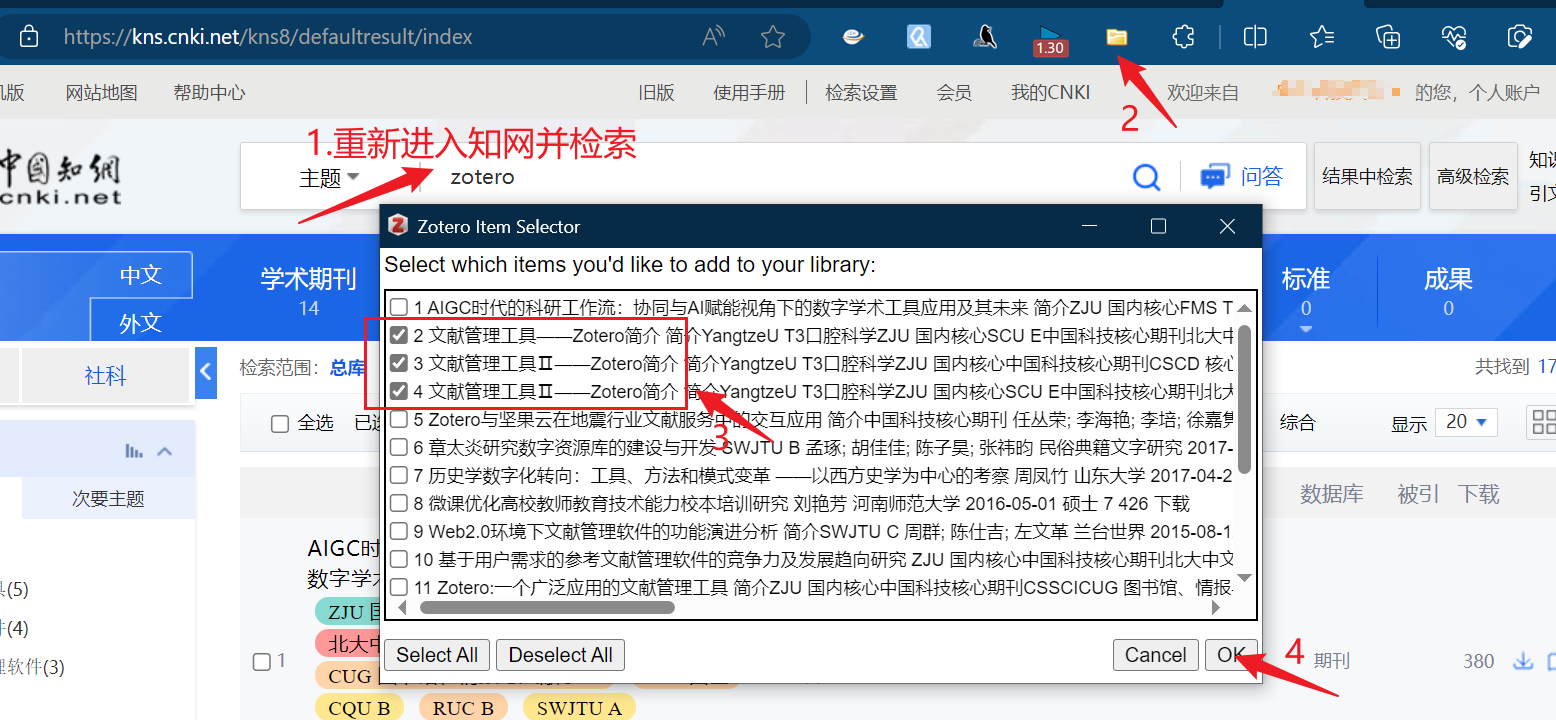 https://kns.cnki.net/kns8/defaultresult/index
1.30
网站地图 帮助中心 旧版 使用手册 检索设置 会员 我的CNKI 欢迎来自 的您，个人账户
2
1.重新进入知网并检索
中国知网
cnki.net
主题 zotero 问答 结果中检索 高级检索
Zotero Item Selector
Select which items you'd like to add to your library:
中文
外文
学术期刊
14
标准
0
成果
0
1 AIGC时代的科研工作流：协同与AI赋能视角下的数字学术工具应用及其未来 简介ZJU 国内核心FMS T
2 文献管理工具——Zotero简介 简介YangtzeU T3口腔科学ZJU 国内核心SCU E中国科技核心期刊北大中
3 文献管理工具Ⅱ——Zotero简介 简介YangtzeU T3口腔科学ZJU 国内核心中国科技核心期刊CSCD 核心
4 文献管理工具Ⅱ——Zotero简介 简介YangtzeU T3口腔科学ZJU 国内核心SCU E中国科技核心期刊北大
5 Zotero与坚果云在地震行业文献服务中的交互应用 简介中国科技核心期刊 任丛荣; 李海艳; 李培; 徐嘉隽
6 章太炎研究数字资源库的建设与开发 SWJTU B 孟琢; 胡佳佳; 陈子昊; 张祎昀 民俗典籍文字研究 2017-
7 历史学数字化转向：工具、方法和模式变革 ——以西方史学为中心的考察 周凤竹 山东大学 2017-04-2
8 微课优化高校教师教育技术能力校本培训研究 刘艳芳 河南师范大学 2016-05-01 硕士 7 426 下载
9 Web2.0环境下文献管理软件的功能演进分析 简介SWJTU C 周群; 陈仕吉; 左文革 兰台世界 2015-08-1
10 基于用户需求的参考文献管理软件的竞争力及发展趋向研究 ZJU 国内核心中国科技核心期刊北大中文
11 Zotero:一个广泛应用的文献管理工具 简介ZJU 国内核心中国科技核心期刊CSSCICUG 图书馆、情报
3
Select All Deselect All Cancel OK
4
社科
检索范围：总库
共找到 17
全选 综合 显示 20
次要主题
数据库 被引 下载
(5)
(4)
理软件(3)
AIGC时
数字学
ZJU
北大中
1
CUG
CQU B RUC B SWJTU A
期刊 380